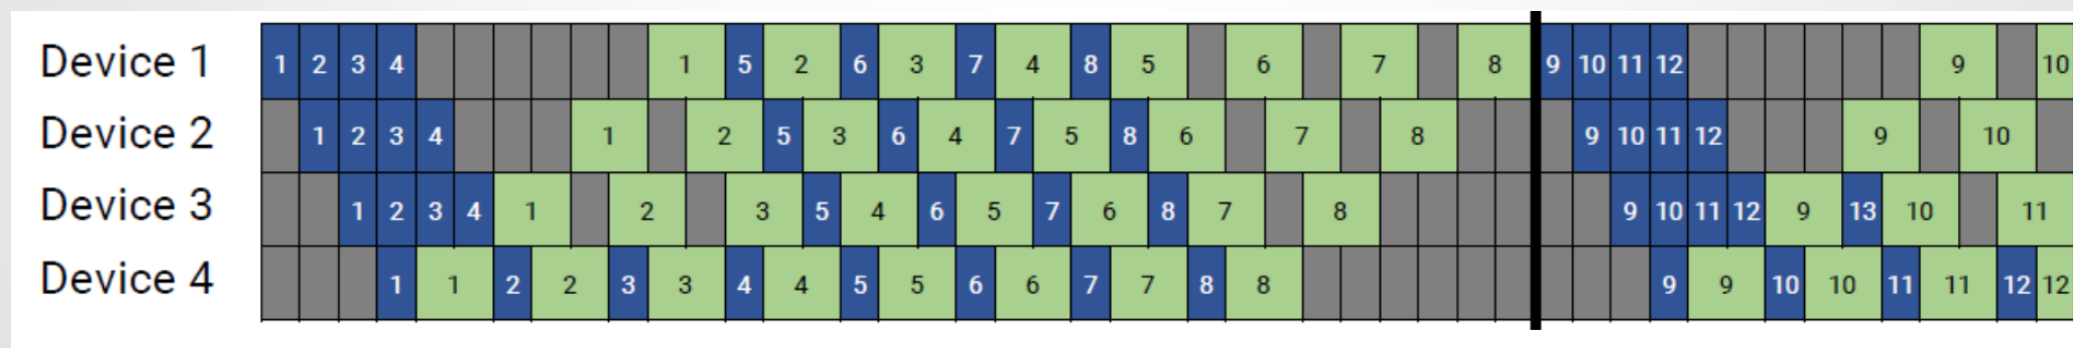 Device 1 1 2 3 4 1 5 2 6 3 7 4 8 5 6 7 8 9 10 11 12 9 10
Device 2 1 2 3 4 1 2 5 3 6 4 7 5 8 6 7 8 9 10 11 12 9 10
Device 3 1 2 3 4 1 2 3 5 4 6 5 7 6 8 7 8 9 10 11 12 9 13 10 11
Device 4 1 1 2 2 3 3 4 4 5 5 6 6 7 7 8 8 9 9 10 10 11 11 12 12